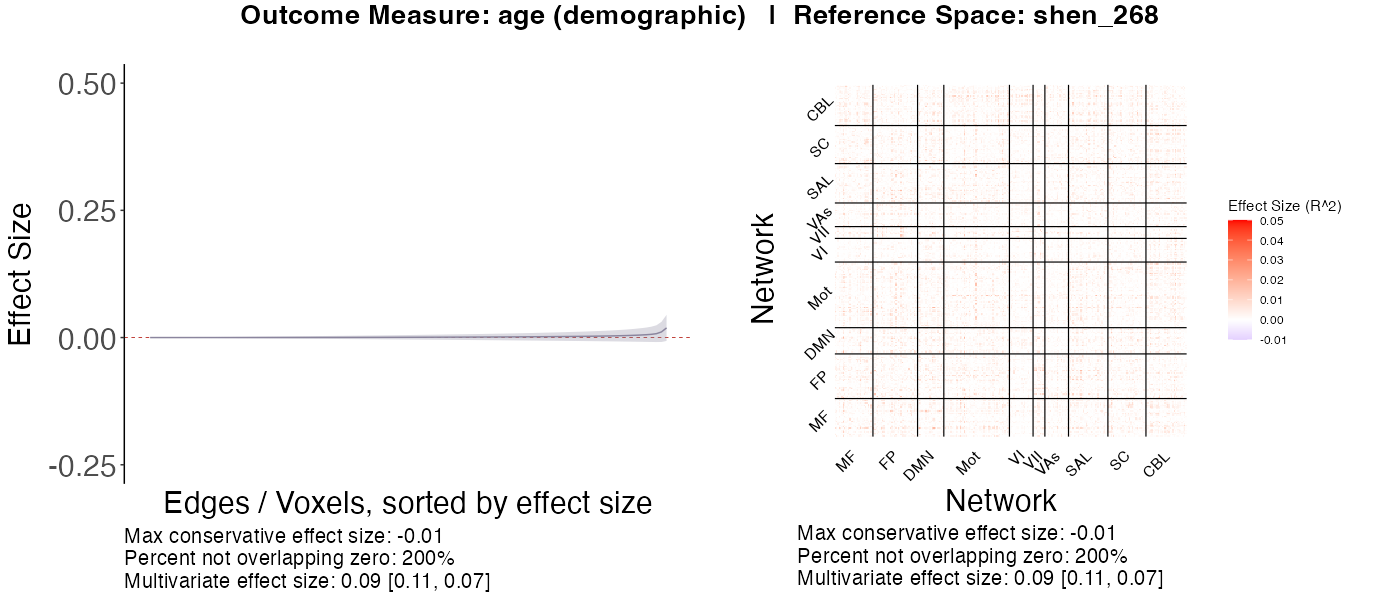 Outcome Measure: age (demographic) | Reference Space: shen_268
0.50
0.25
0.00
-0.25
Effect Size
Edges / Voxels, sorted by effect size
Max conservative effect size: -0.01
Percent not overlapping zero: 200%
Multivariate effect size: 0.09 [0.11, 0.07]
Network
CBL
SC
SAL
VAs
VII
VI
Mot
DMN
FP
MF
MF
FP
DMN
Mot
VI
VII
VAs
SAL
SC
CBL
Network
Max conservative effect size: -0.01
Percent not overlapping zero: 200%
Multivariate effect size: 0.09 [0.11, 0.07]
Effect Size (R^2)
0.05
0.04
0.03
0.02
0.01
0.00
-0.01